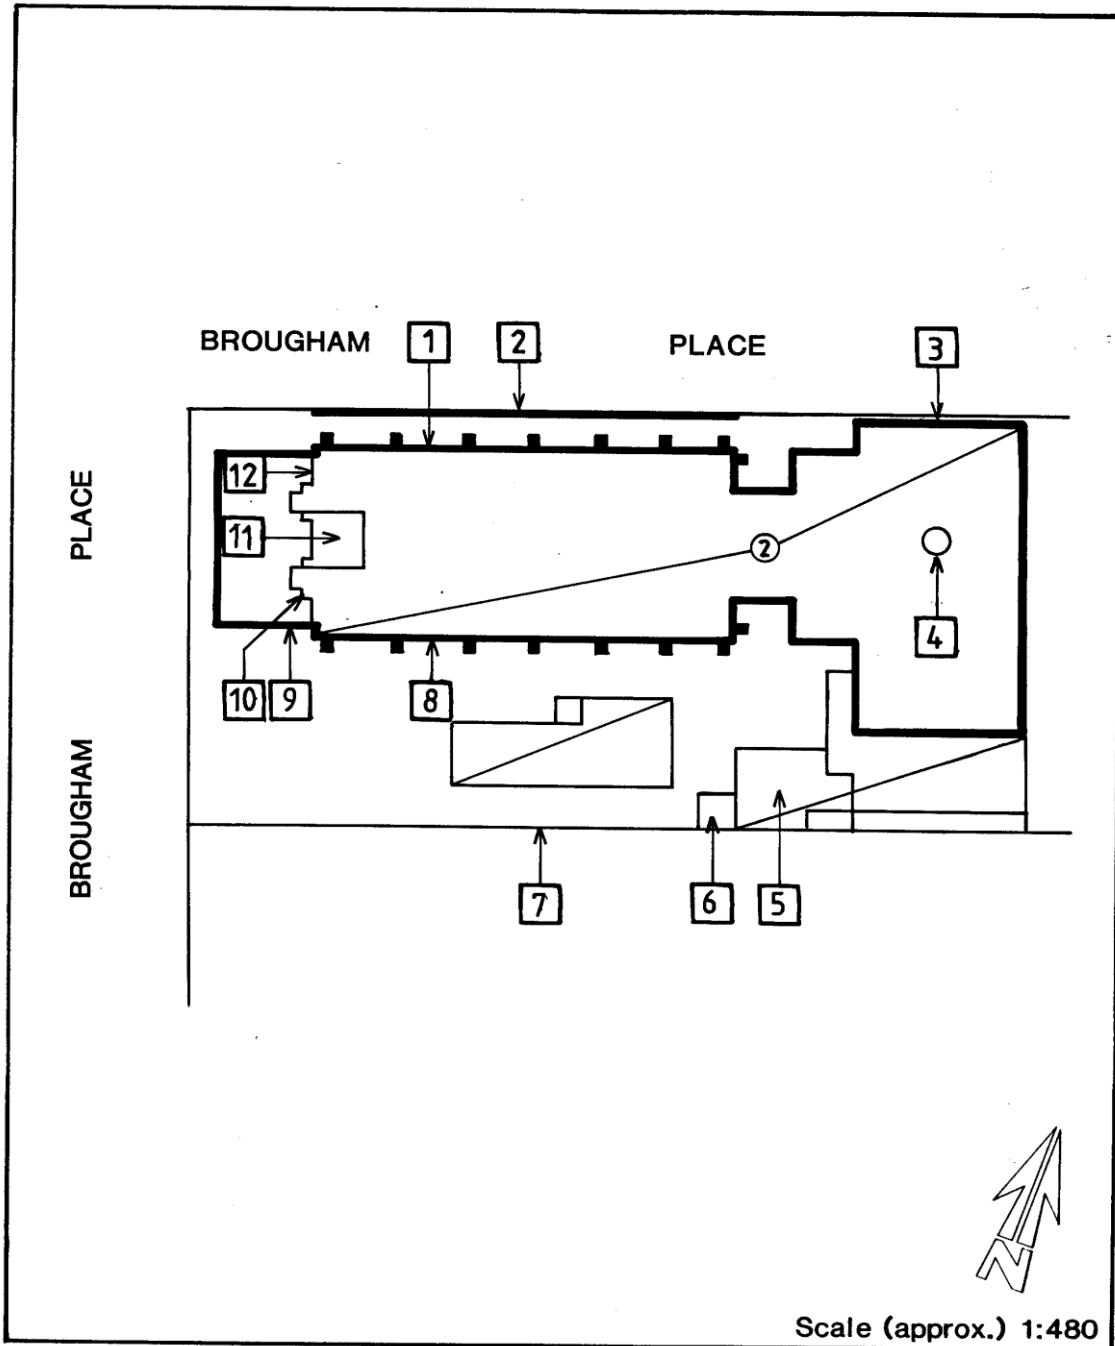 BROUGHAM 1 2 PLACE 3
12
PLACE
11
2
4
10 9 8
BROUGHAM
7 6 5
N
Scale (approx.) 1:480